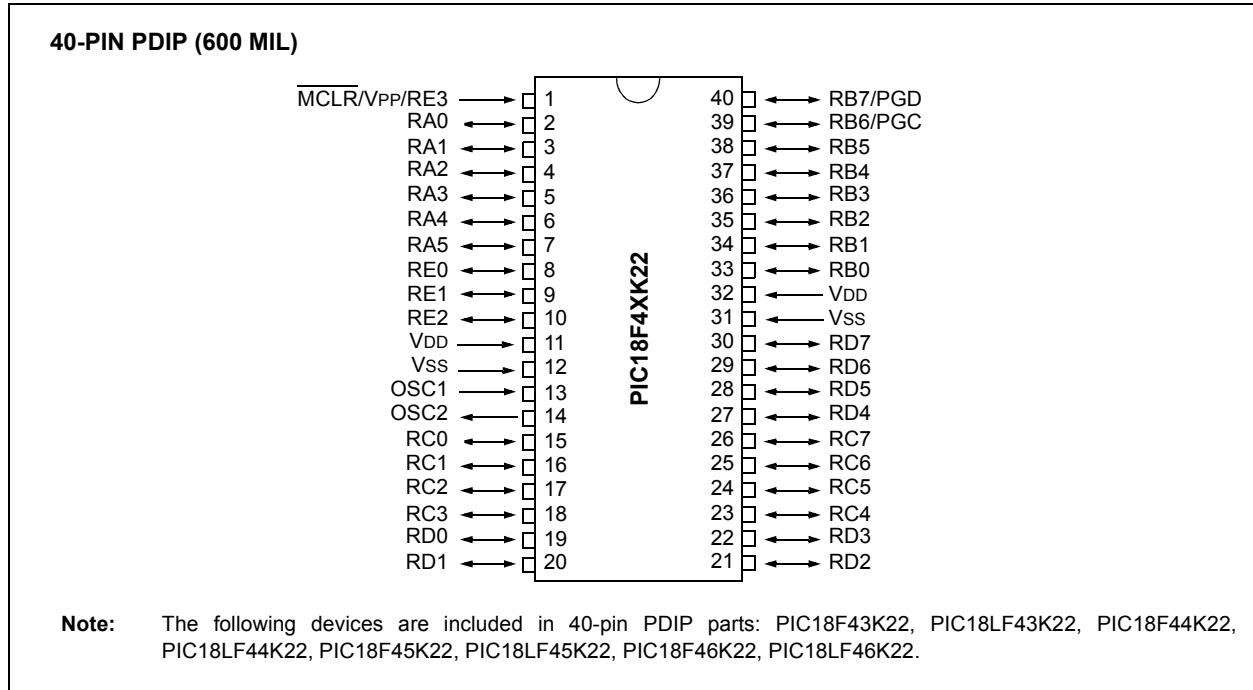 40-PIN PDIP (600 MIL)
MCLR/VPP/RE3 1 40 RB7/PGD
RA0 2 39 RB6/PGC
RA1 3 38 RB5
RA2 4 37 RB4
RA3 5 36 RB3
RA4 6 35 RB2
RA5 7 34 RB1
RE0 8 33 RB0
RE1 9 32 VDD
RE2 10 31 VSS
VDD 11 30 RD7
VSS 12 29 RD6
OSC1 13 28 RD5
OSC2 14 27 RD4
RC0 15 26 RC7
RC1 16 25 RC6
RC2 17 24 RC5
RC3 18 23 RC4
RD0 19 22 RD3
RD1 20 21 RD2
PIC18F4XK22
Note: The following devices are included in 40-pin PDIP parts: PIC18F43K22, PIC18LF43K22, PIC18F44K22,
PIC18LF44K22, PIC18F45K22, PIC18LF45K22, PIC18F46K22, PIC18LF46K22.